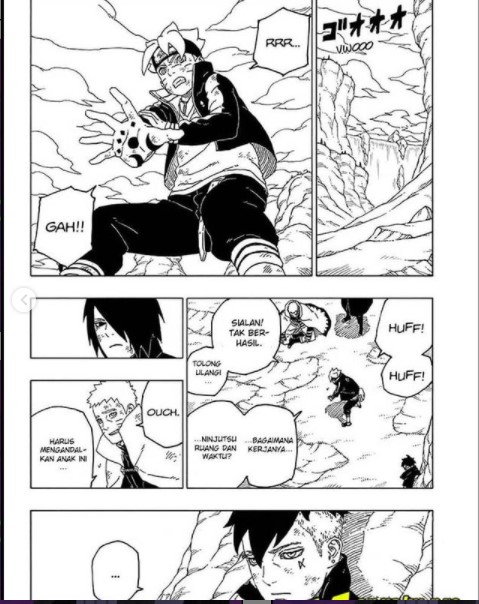 ゴオオオ
VWOOO
RRR...
GAH!!
HUFF!
HUFF!
SIALAN!
TAK BER-
HASIL.
TOLONG
ULANGI
...
...BAGAIMANA
KERJANYA...
...NINJUTSU
RUANG DAN
WAKTU?
OUCH.
HARUS
MENGANDAL-
KAN ANAK INI
...
...